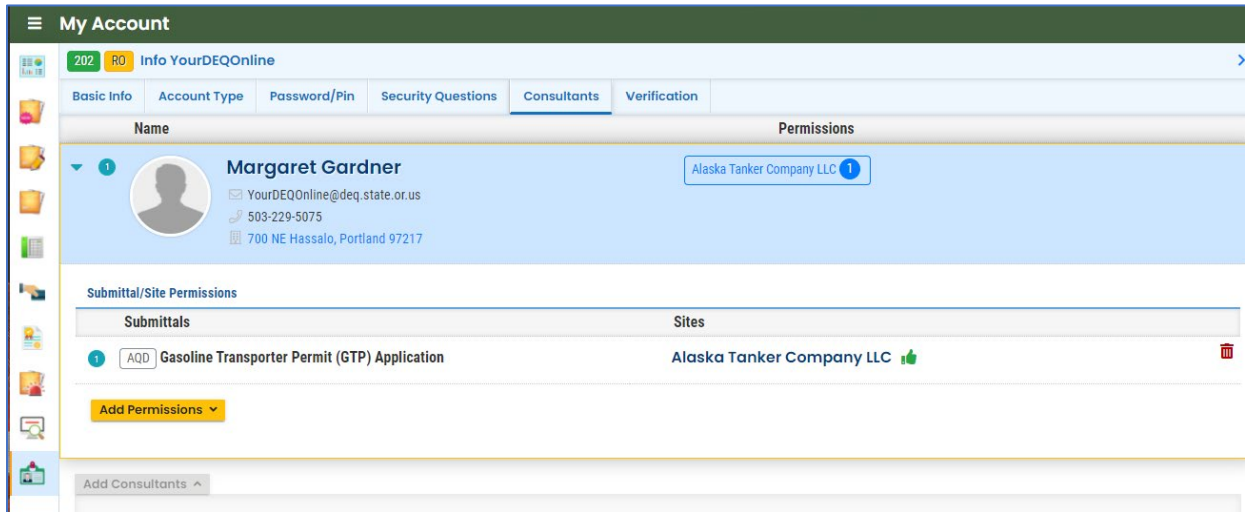 My Account
202 RO Info YourDEQOnline
Basic Info Account Type Password/Pin Security Questions Consultants Verification
Name Permissions
1 Margaret Gardner Alaska Tanker Company LLC 1
YourDEQOnline@deq.state.or.us
503-229-5075
700 NE Hassalo, Portland 97217
Submittal/Site Permissions
Submittals Sites
1 AQD Gasoline Transporter Permit (GTP) Application Alaska Tanker Company LLC
Add Permissions
Add Consultants